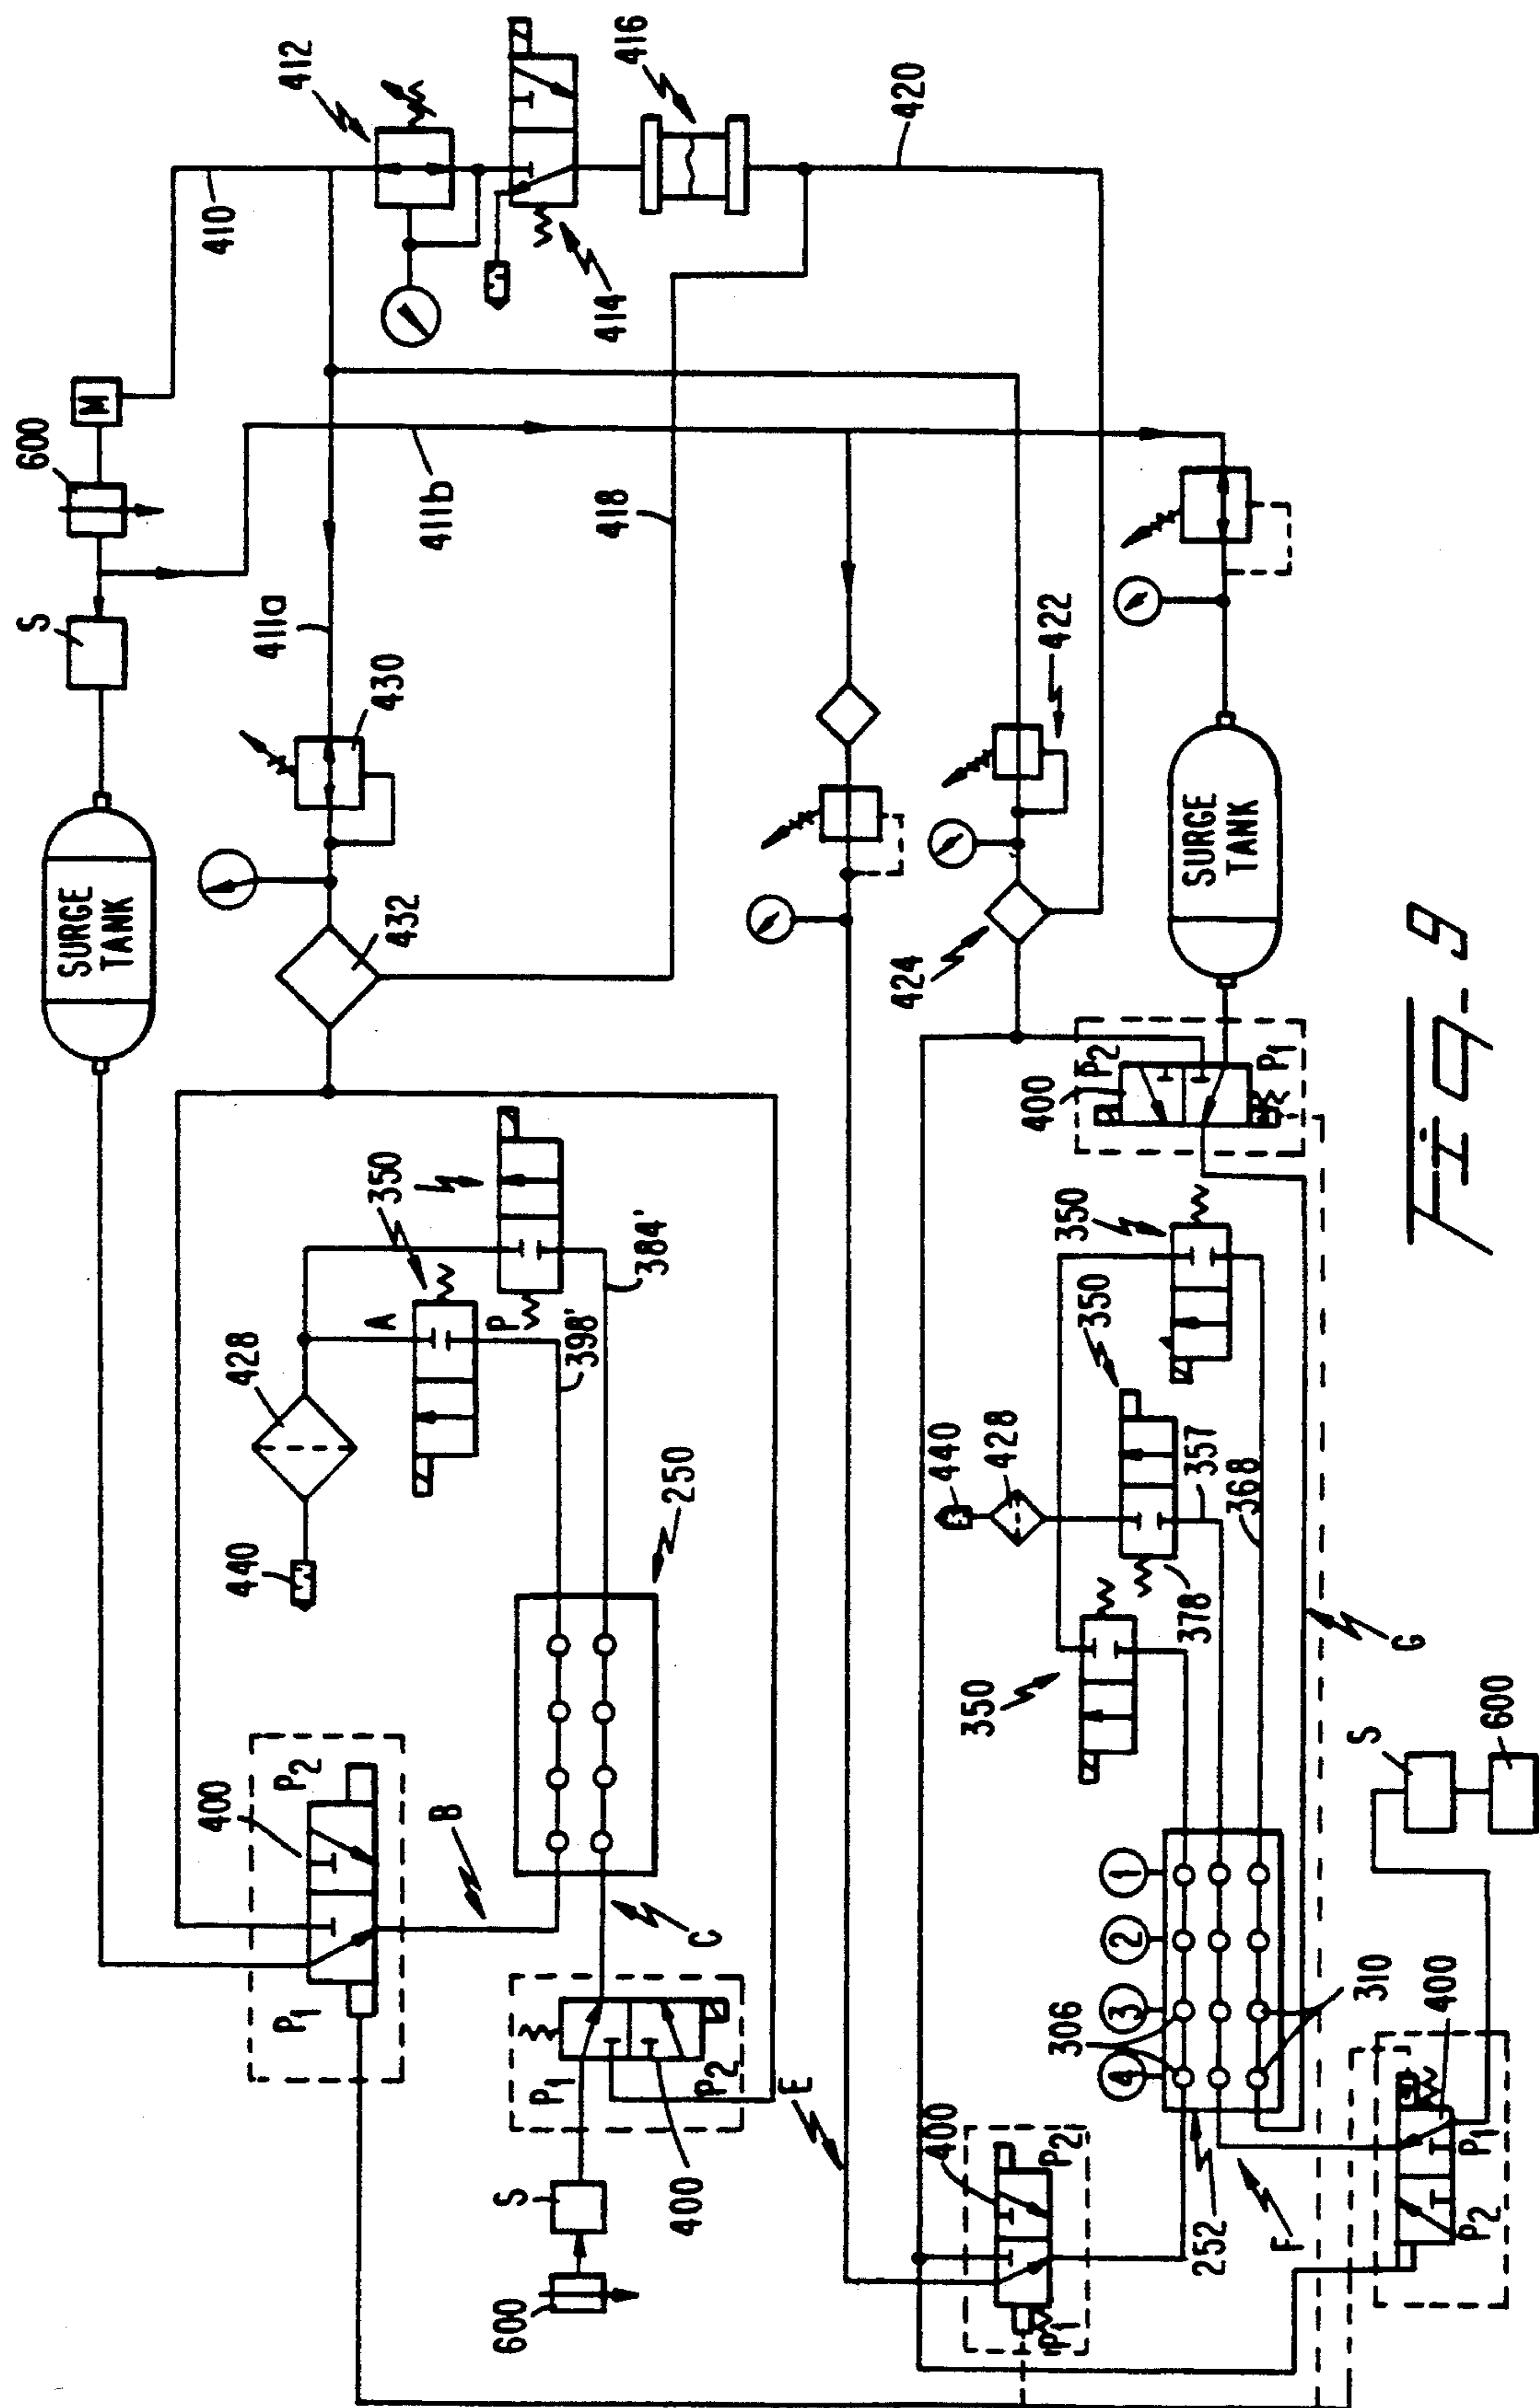 412
416
410
420
414
M
600
S
411a
411b
418
430
422
SURGE
TANK
432
424
SURGE
TANK
400
P2
P1
350
384'
A
P
398'
428
440
250
350
350
440
428
357
368
378
350
G
400
P2
P1
B
C
P1
P2
400
S
600
E
1
2
3
4
306
310
S
600
400
P2
P1
252
F
400
P1
P2
FIG. 9